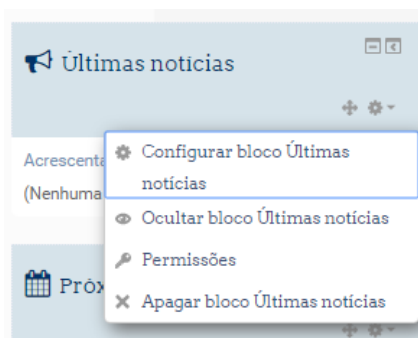 Últimas notícias
Acrescenta
(Nenhuma
Configurar bloco Últimas
notícias
Ocultar bloco Últimas notícias
Permissões
Apagar bloco Últimas notícias
Próx